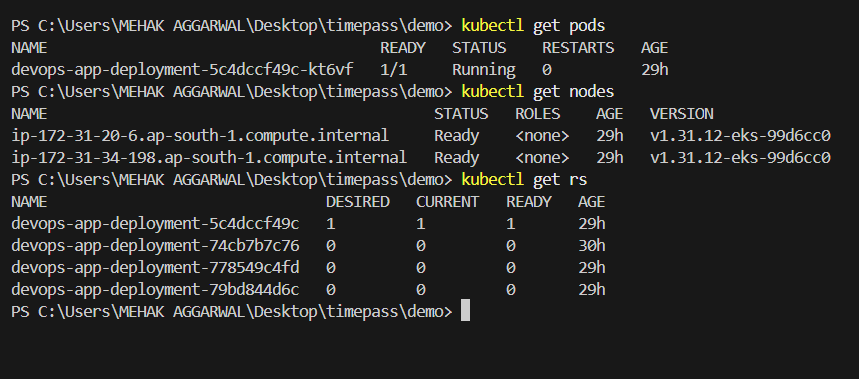 PS C:\Users\MEHAK AGGARWAL\Desktop\timepass\demo> kubectl get pods
NAME READY STATUS RESTARTS AGE
devops-app-deployment-5c4dccf49c-kt6vf 1/1 Running 0 29h
PS C:\Users\MEHAK AGGARWAL\Desktop\timepass\demo> kubectl get nodes
NAME STATUS ROLES AGE VERSION
ip-172-31-20-6.ap-south-1.compute.internal Ready <none> 29h v1.31.12-eks-99d6cc0
ip-172-31-34-198.ap-south-1.compute.internal Ready <none> 29h v1.31.12-eks-99d6cc0
PS C:\Users\MEHAK AGGARWAL\Desktop\timepass\demo> kubectl get rs
NAME DESIRED CURRENT READY AGE
devops-app-deployment-5c4dccf49c 1 1 1 29h
devops-app-deployment-74cb7b7c76 0 0 0 30h
devops-app-deployment-778549c4fd 0 0 0 29h
devops-app-deployment-79bd844d6c 0 0 0 29h
PS C:\Users\MEHAK AGGARWAL\Desktop\timepass\demo>